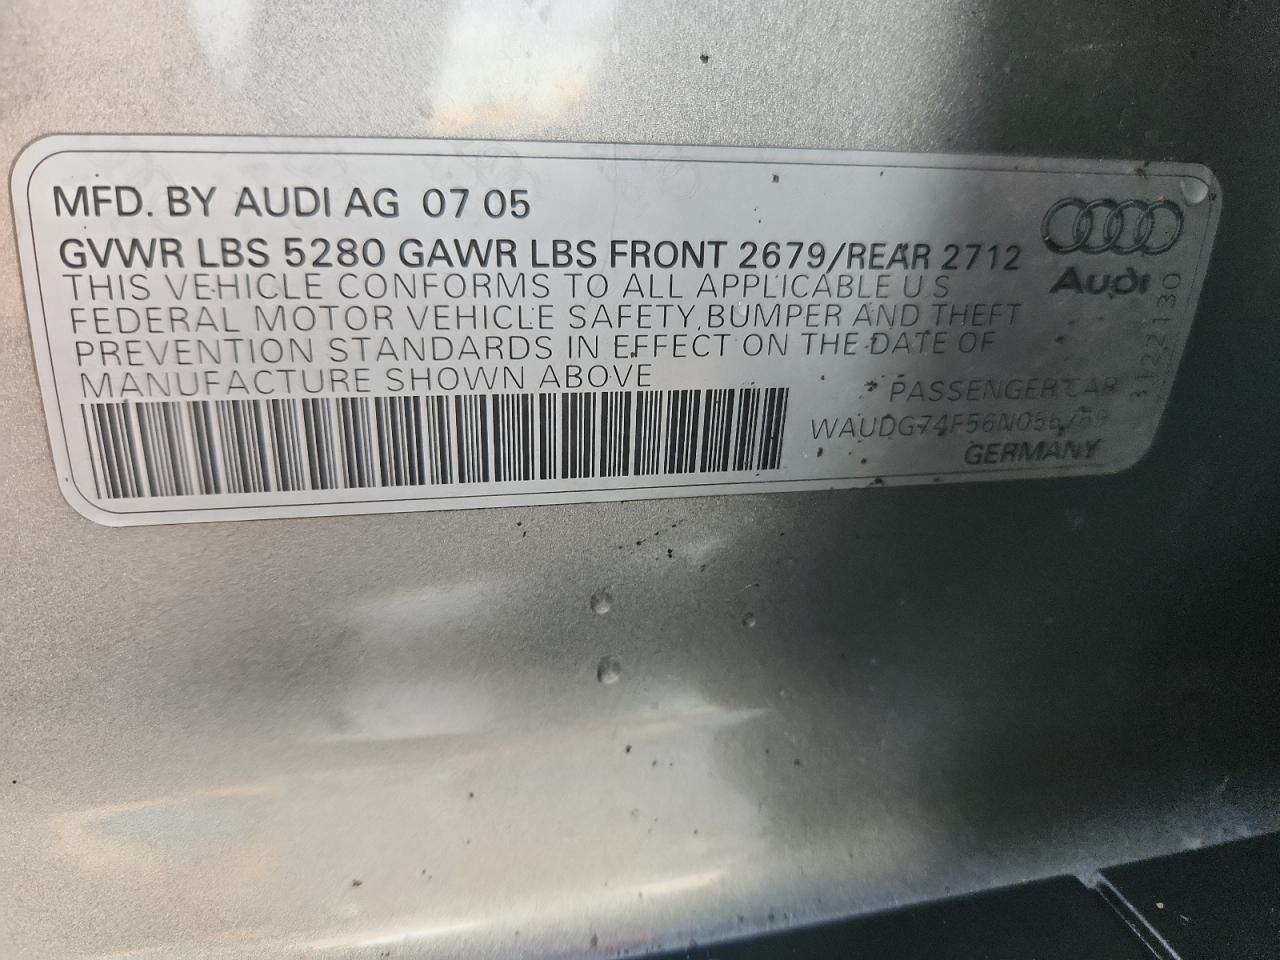 MFD. BY AUDI AG 07 05
GVWR LBS 5280 GAWR LBS FRONT 2679/REAR 2712
THIS VEHICLE CONFORMS TO ALL APPLICABLE U S
FEDERAL MOTOR VEHICLE SAFETY, BUMPER AND THEFT
PREVENTION STANDARDS IN EFFECT ON THE DATE OF
MANUFACTURE SHOWN ABOVE
Audi
PASSENGER CAR
GERMANY